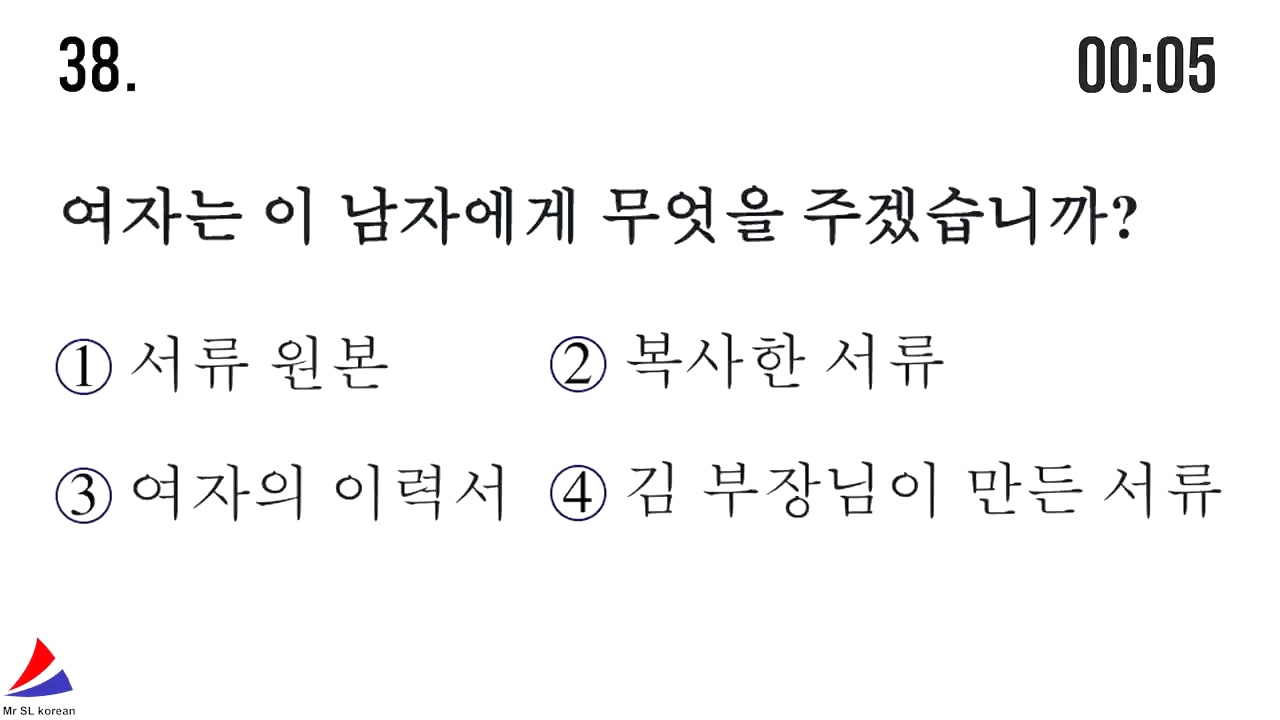 38.
00:05
여자는 이 남자에게 무엇을 주겠습니까?
① 서류 원본 ② 복사한 서류
③ 여자의 이력서 ④ 김 부장님이 만든 서류
Mr SL korean